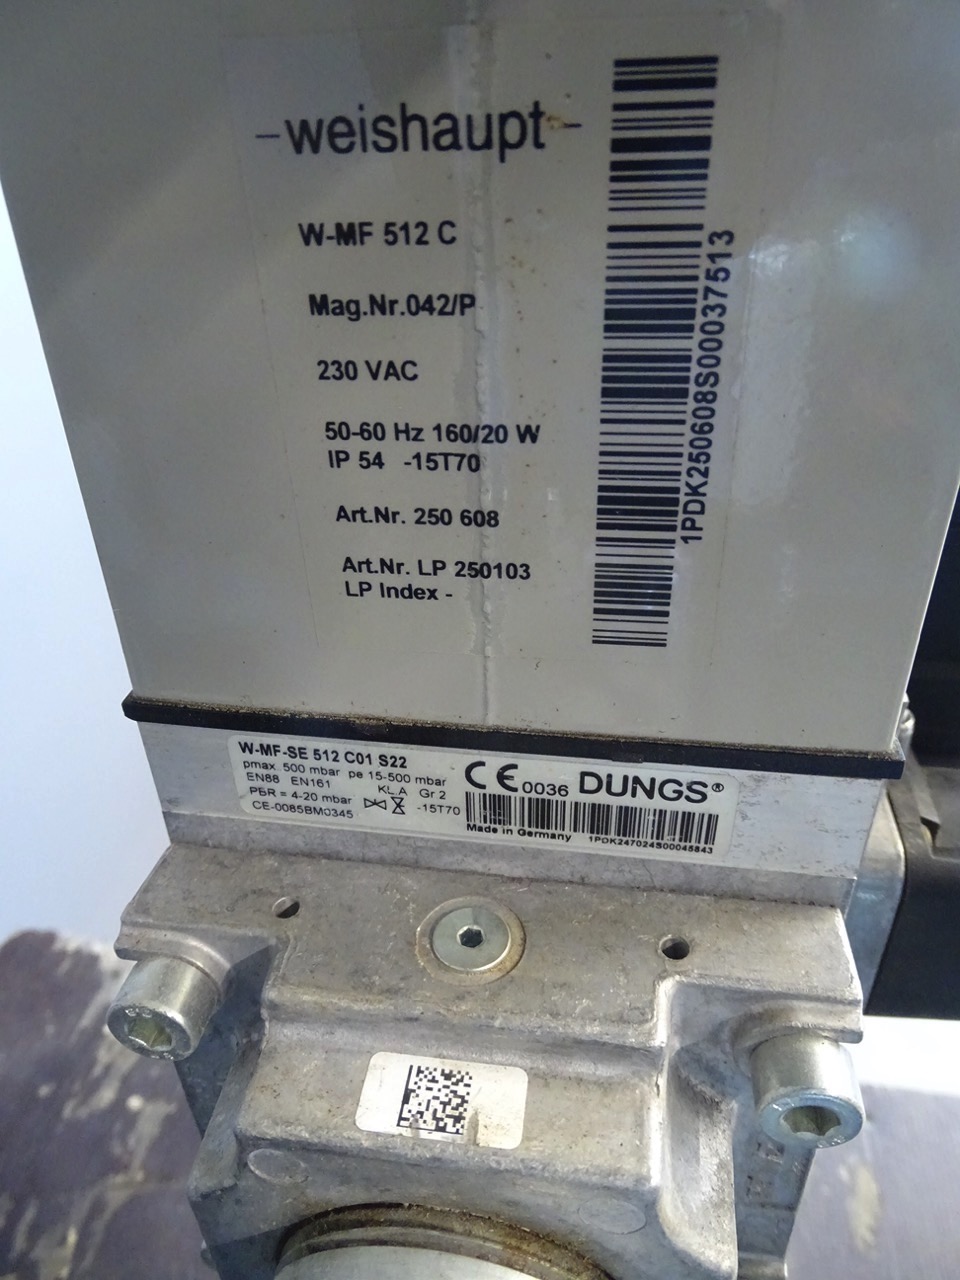 -weishaupt-
W-MF 512 C
Mag.Nr.042/P
230 VAC
50-60 Hz 160/20 W
IP 54 -15T70
Art.Nr. 250 608
Art.Nr. LP 250103
LP Index -
1PDK250608S00037513
W-MF-SE 512 C01 S22
pmax 500 mbar pe 15-500 mbar
EN88 EN161 KL.A Gr 2
PBR = 4-20 mbar -15T70
CE-0085BM0345
CE 0036 DUNGS®
Made in Germany 1PDK247024S00045843